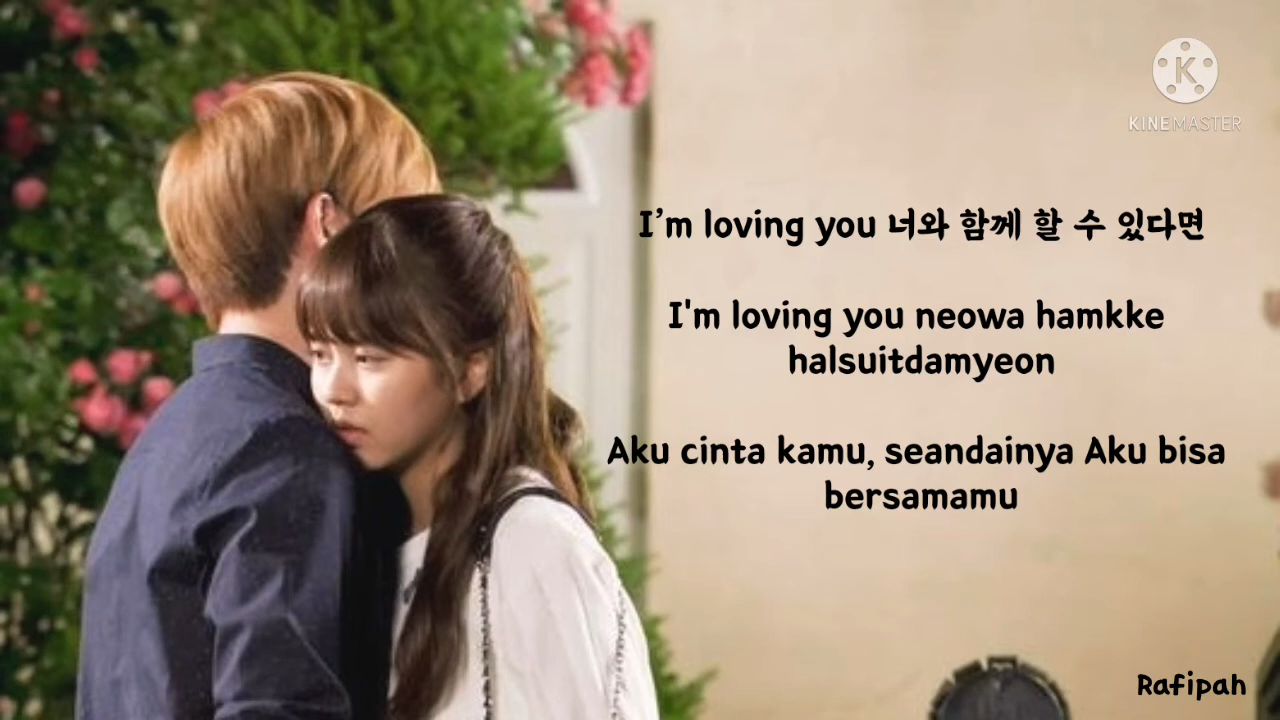 KINEMASTER
I’m loving you 너와 함께 할 수 있다면
I'm loving you neowa hamkke
halsuitdamyeon
Aku cinta kamu, seandainya Aku bisa
bersamamu
Rafipah